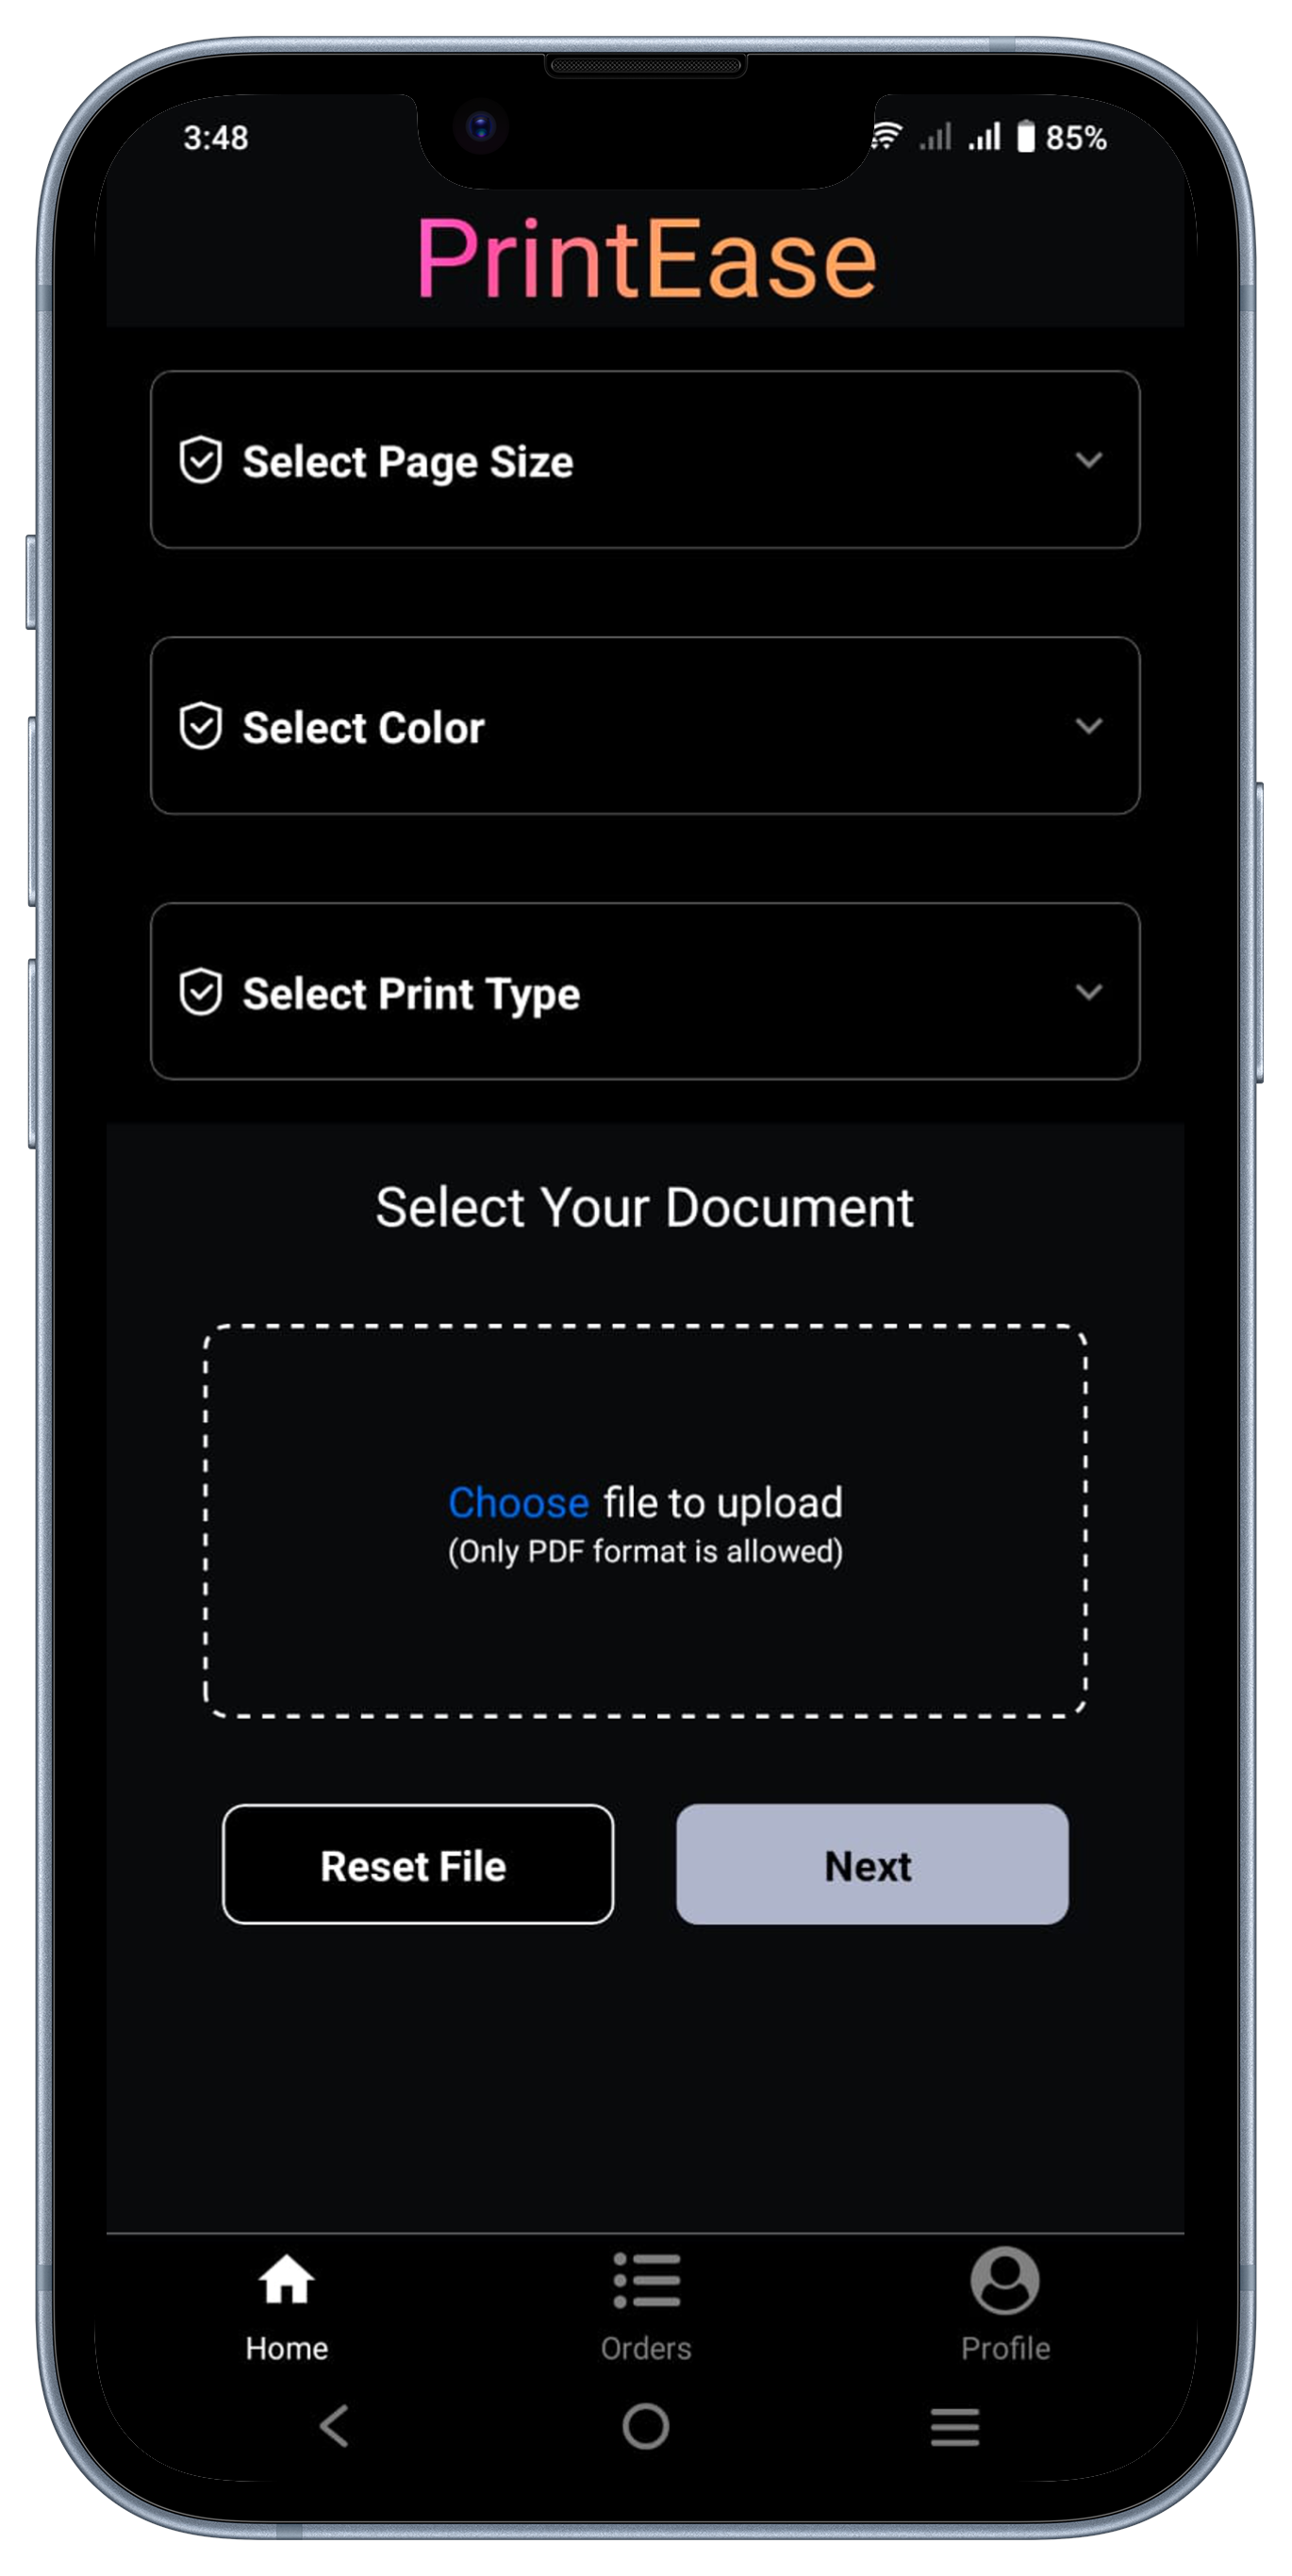 3:48 85%
PrintEase
Select Page Size
Select Color
Select Print Type
Select Your Document
Choose file to upload
(Only PDF format is allowed)
Reset File Next
Home Orders Profile